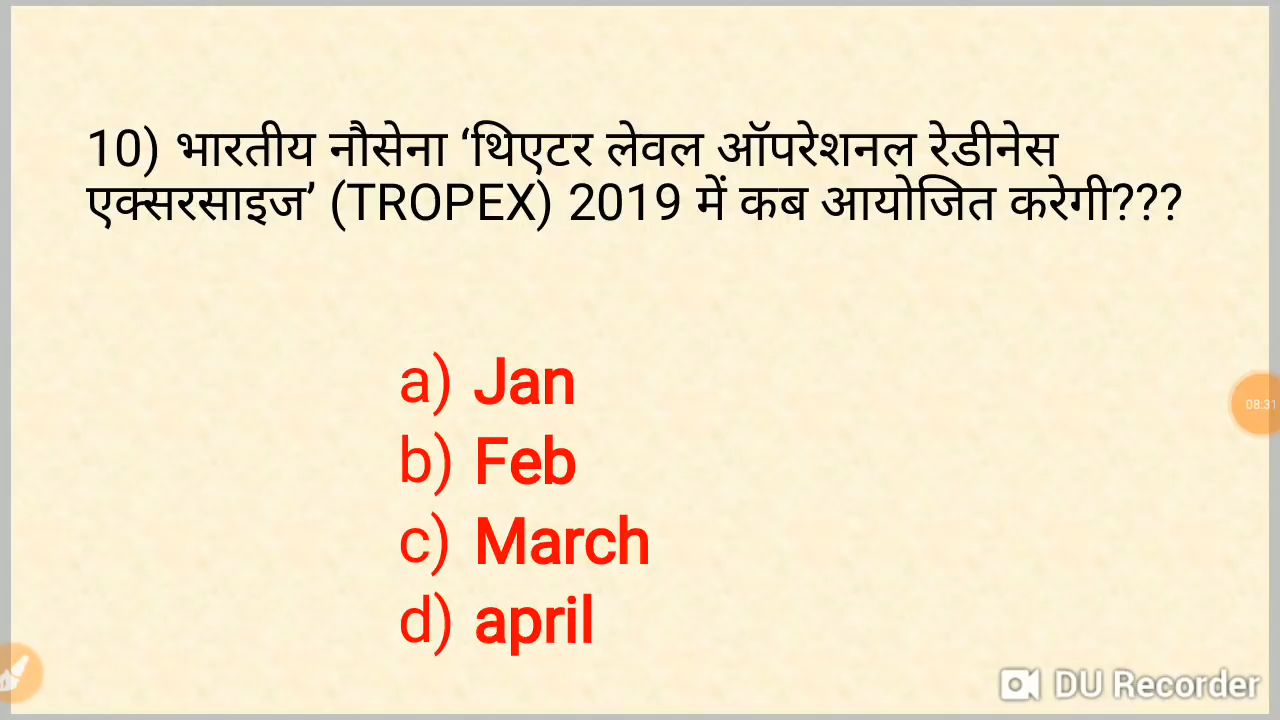 10) भारतीय नौसेना ‘थिएटर लेवल ऑपरेशनल रेडीनेस
एक्सरसाइज’ (TROPEX) 2019 में कब आयोजित करेगी???
a) Jan
b) Feb
08:31
c) March
d) april
DU Recorder